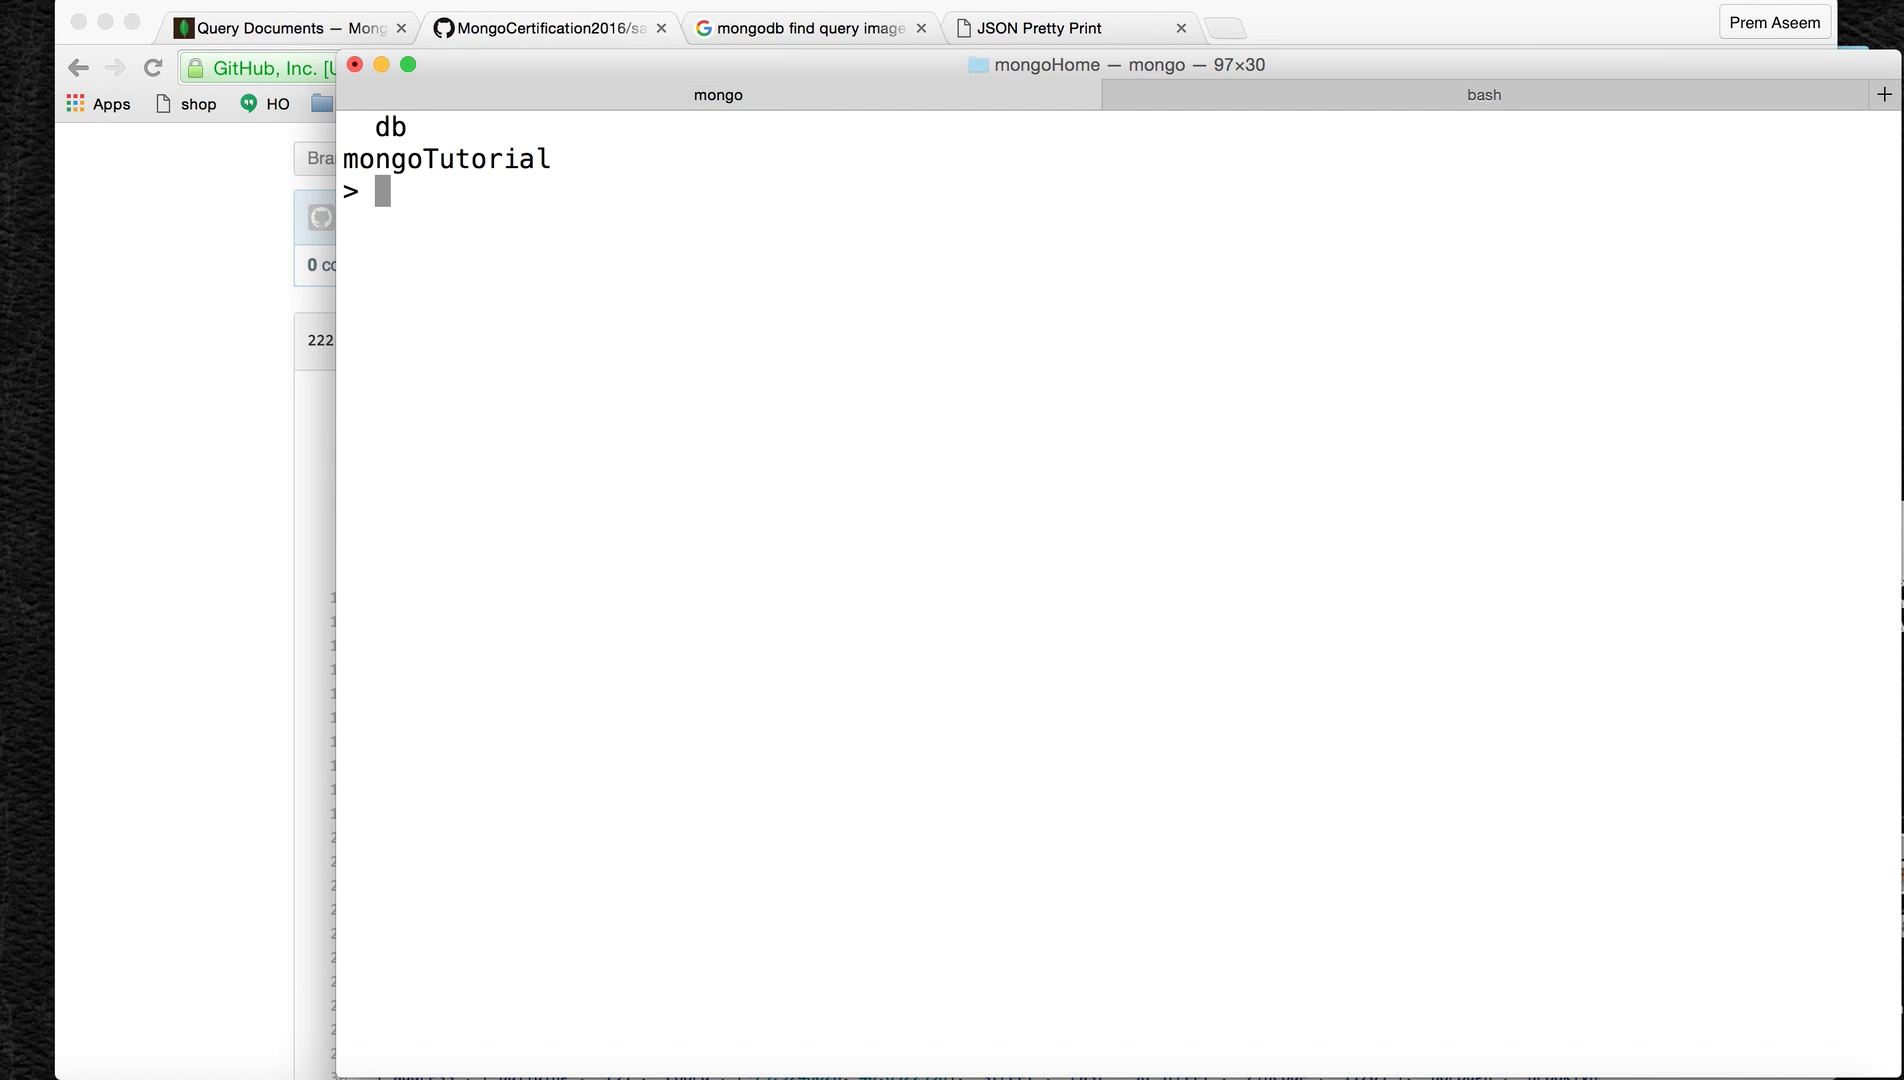 Query Documents — Mong
MongoCertification2016/sa
mongodb find query image
JSON Pretty Print
Prem Aseem
GitHub, Inc. [U
mongoHome — mongo — 97×30
Apps
shop
HO
mongo
bash
+
db
mongoTutorial
>
Bra
0 co
222